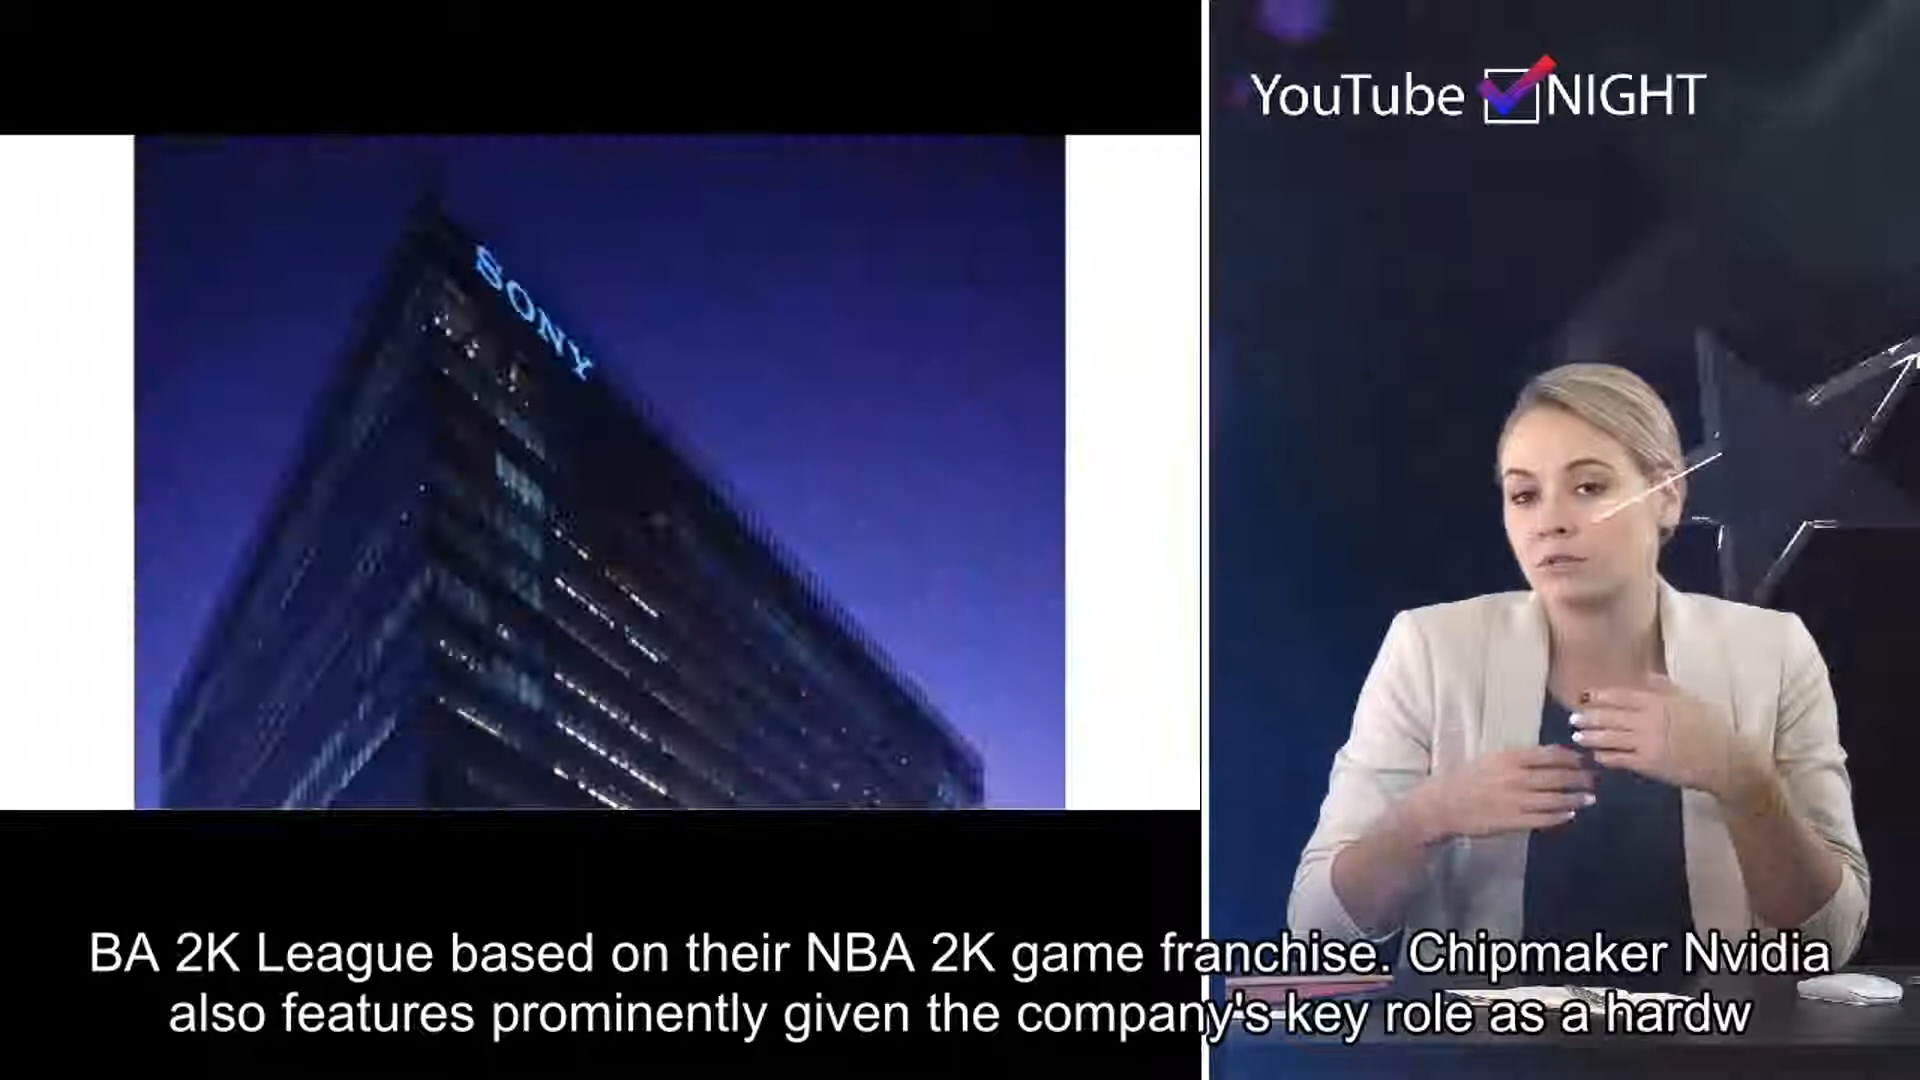 YouTube NIGHT
SONY
BA 2K League based on their NBA 2K game franchise. Chipmaker Nvidia
also features prominently given the company's key role as a hardw